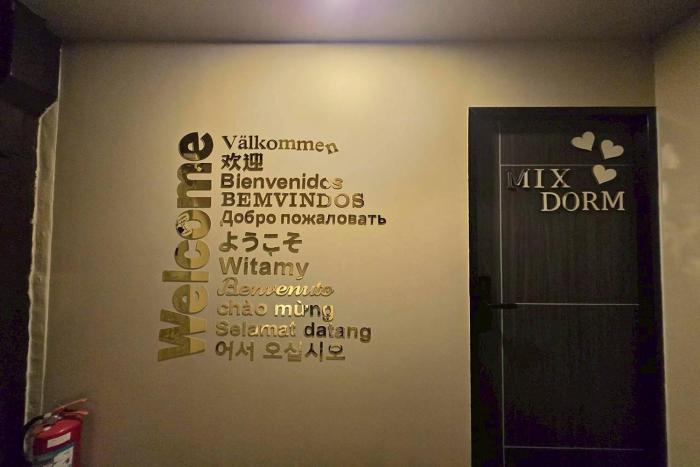 Welcome
Välkommen
欢迎
Bienvenidos
BEMVINDOS
Добро пожаловать
ようこそ
Witamy
Benvenuto
chào mừng
Selamat datang
어서 오십시오
MIX
DORM